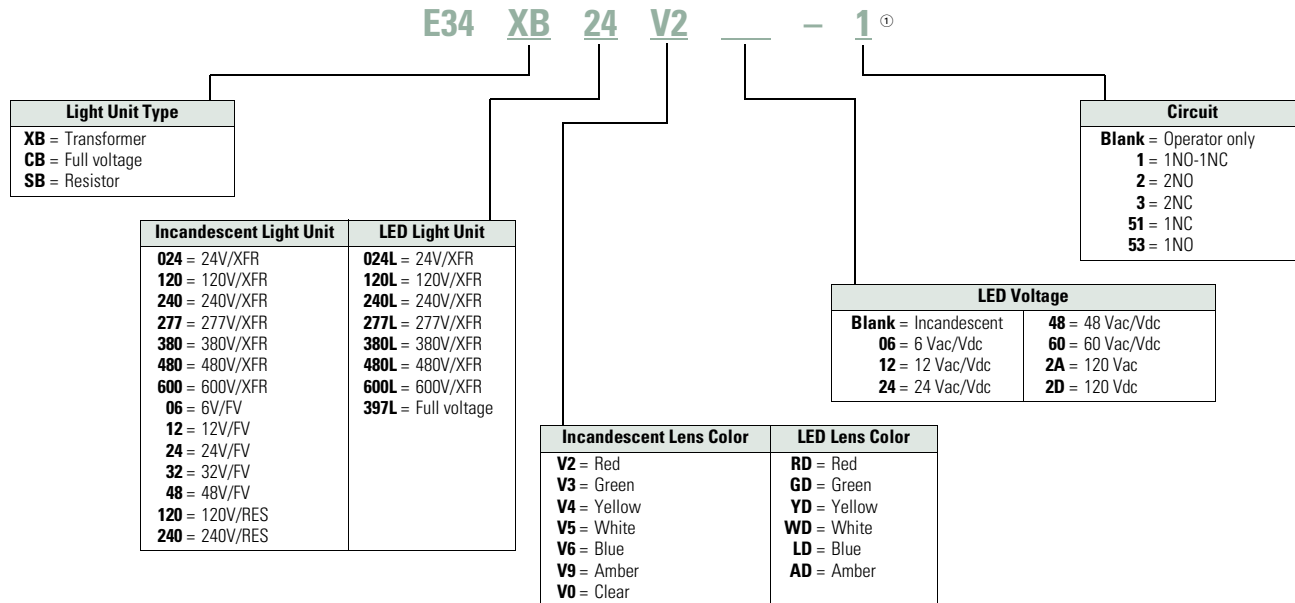 E34 XB 24 V2 ___ – 1 ①
Light Unit Type
XB = Transformer
CB = Full voltage
SB = Resistor
Circuit
Blank = Operator only
1 = 1NO-1NC
2 = 2NO
3 = 2NC
51 = 1NC
53 = 1NO
Incandescent Light Unit
024 = 24V/XFR
120 = 120V/XFR
240 = 240V/XFR
277 = 277V/XFR
380 = 380V/XFR
480 = 480V/XFR
600 = 600V/XFR
06 = 6V/FV
12 = 12V/FV
24 = 24V/FV
32 = 32V/FV
48 = 48V/FV
120 = 120V/RES
240 = 240V/RES
LED Light Unit
024L = 24V/XFR
120L = 120V/XFR
240L = 240V/XFR
277L = 277V/XFR
380L = 380V/XFR
480L = 480V/XFR
600L = 600V/XFR
397L = Full voltage
LED Voltage
Blank = Incandescent
06 = 6 Vac/Vdc
12 = 12 Vac/Vdc
24 = 24 Vac/Vdc
48 = 48 Vac/Vdc
60 = 60 Vac/Vdc
2A = 120 Vac
2D = 120 Vdc
Incandescent Lens Color
V2 = Red
V3 = Green
V4 = Yellow
V5 = White
V6 = Blue
V9 = Amber
V0 = Clear
LED Lens Color
RD = Red
GD = Green
YD = Yellow
WD = White
LD = Blue
AD = Amber